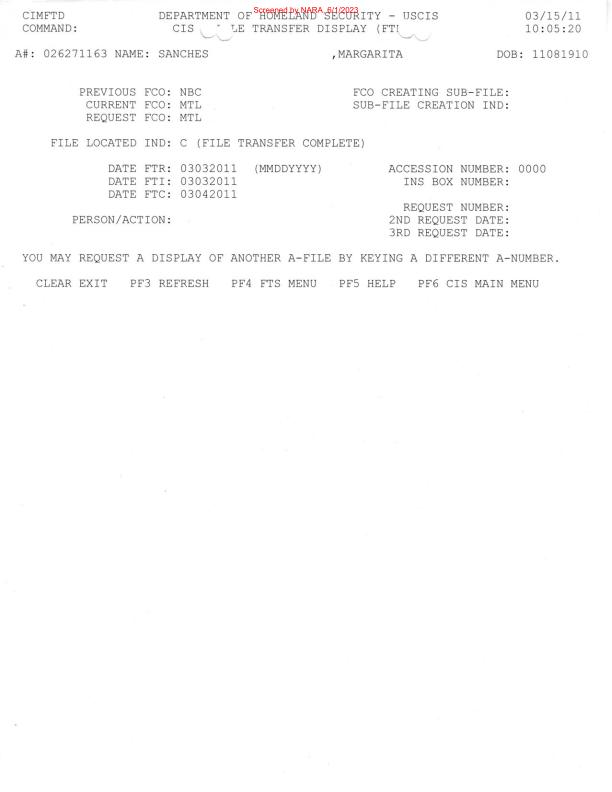 Screened by NARA, 6/1/2023
CIMFTD DEPARTMENT OF HOMELAND SECURITY - USCIS 03/15/11
COMMAND: CIS LE TRANSFER DISPLAY 10:05:20
A#: 026271163 NAME: SANCHES ,MARGARITA DOB: 11081910
PREVIOUS FCO: NBC FCO CREATING SUB-FILE:
CURRENT FCO: MTL SUB-FILE CREATION IND:
REQUEST FCO: MTL
FILE LOCATED IND: C (FILE TRANSFER COMPLETE)
DATE FTR: 03032011 (MMDDYYYY) ACCESSION NUMBER: 0000
DATE FTI: 03032011 INS BOX NUMBER:
DATE FTC: 03042011
REQUEST NUMBER:
PERSON/ACTION: 2ND REQUEST DATE:
3RD REQUEST DATE:
YOU MAY REQUEST A DISPLAY OF ANOTHER A-FILE BY KEYING A DIFFERENT A-NUMBER.
CLEAR EXIT PF3 REFRESH PF4 FTS MENU PF5 HELP PF6 CIS MAIN MENU